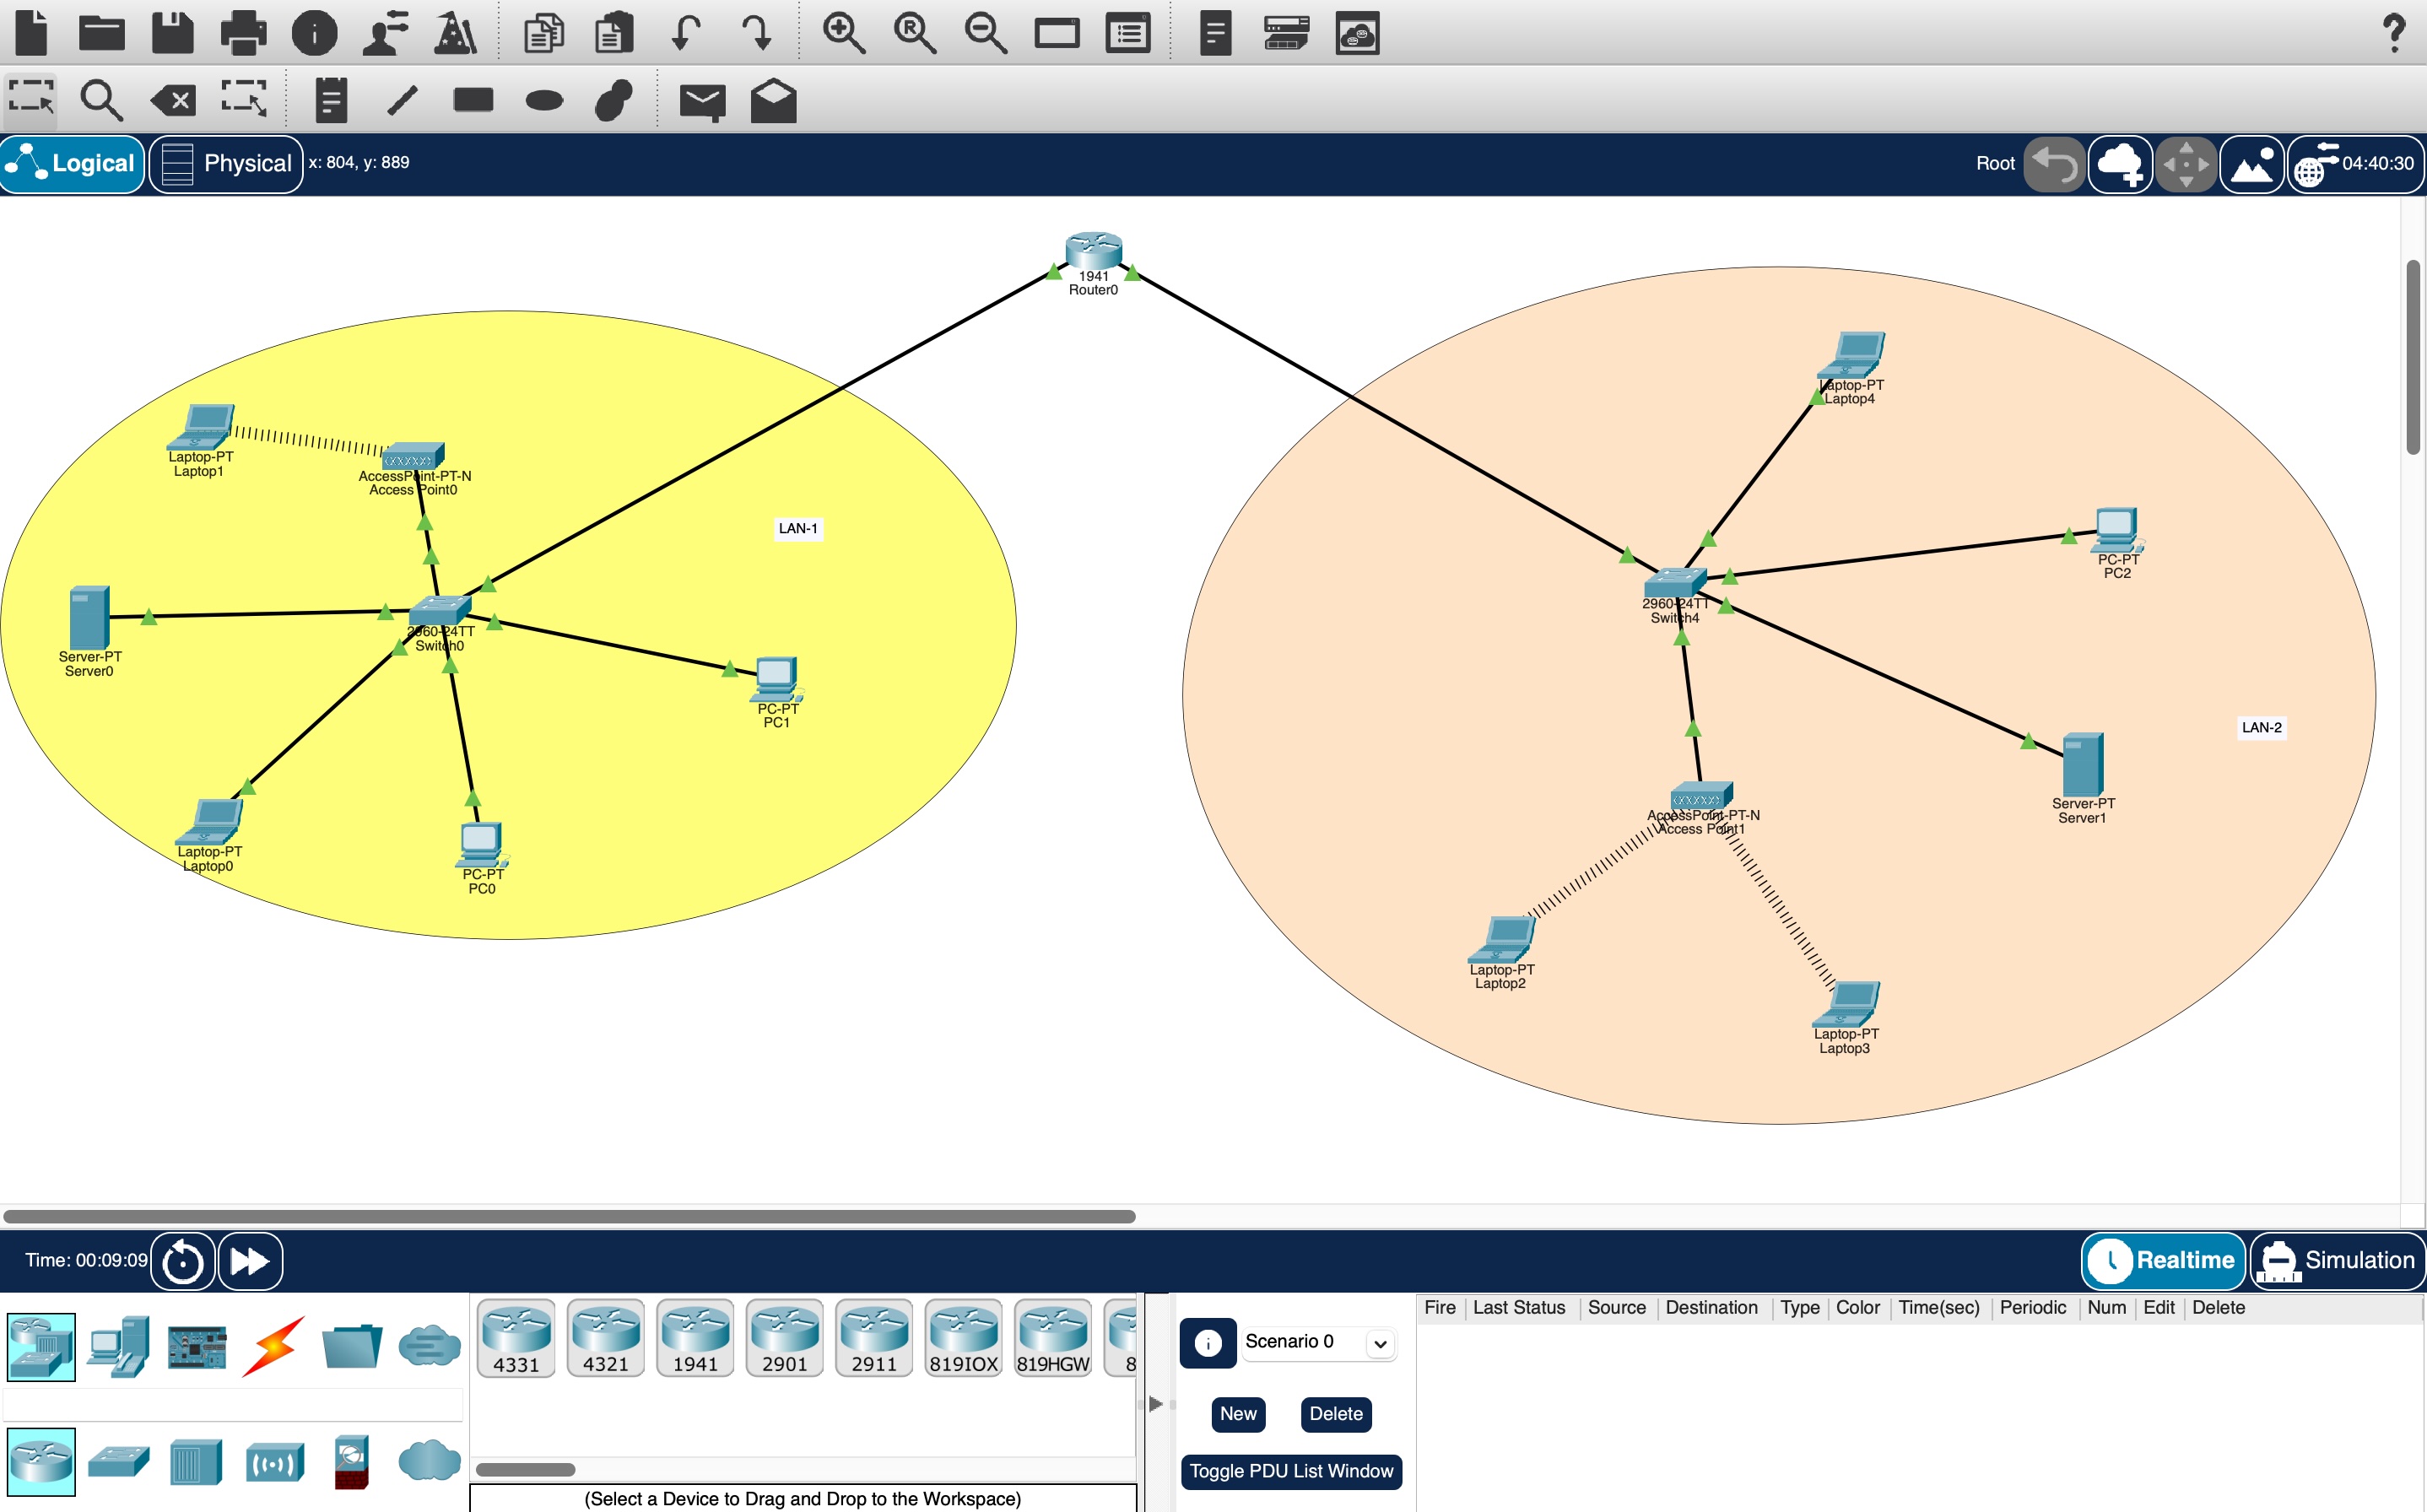 Logical
Physical
x: 804, y: 889
Root
04:40:30
1941
Router0
Laptop-PT
Laptop4
Laptop-PT
Laptop1
AccessPoint-PT-N
Access Point0
LAN-1
PC-PT
PC2
2960-24TT
Switch4
2960-24TT
Switch0
Server-PT
Server0
PC-PT
PC1
LAN-2
Server-PT
Server1
AccessPoint-PT-N
Access Point1
Laptop-PT
Laptop0
PC-PT
PC0
Laptop-PT
Laptop2
Laptop-PT
Laptop3
Time: 00:09:09
Realtime
Simulation
4331
4321
1941
2901
2911
819IOX
819HGW
8
(Select a Device to Drag and Drop to the Workspace)
Scenario 0
New
Delete
Toggle PDU List Window
Fire Last Status Source Destination Type Color Time(sec) Periodic Num Edit Delete